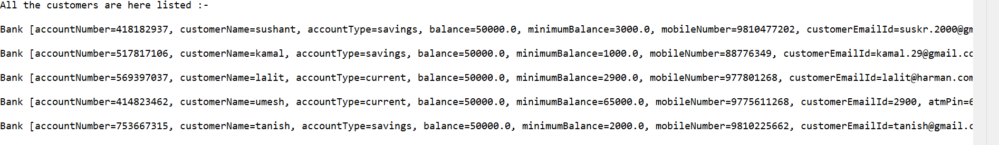 All the customers are here listed :-
Bank [accountNumber=418182937, customerName=sushant, accountType=savings, balance=50000.0, minimumBalance=3000.0, mobileNumber=9810477202, customerEmailId=suskr.2000@gm
Bank [accountNumber=517817106, customerName=kamal, accountType=savings, balance=50000.0, minimumBalance=1000.0, mobileNumber=88776349, customerEmailId=kamal.29@gmail.co
Bank [accountNumber=569397037, customerName=lalit, accountType=current, balance=50000.0, minimumBalance=2900.0, mobileNumber=977801268, customerEmailId=lalit@harman.com
Bank [accountNumber=414823462, customerName=umesh, accountType=current, balance=50000.0, minimumBalance=65000.0, mobileNumber=9775611268, customerEmailId=2900, atmPin=6
Bank [accountNumber=753667315, customerName=tanish, accountType=savings, balance=50000.0, minimumBalance=2000.0, mobileNumber=9810225662, customerEmailId=tanish@gmail.c